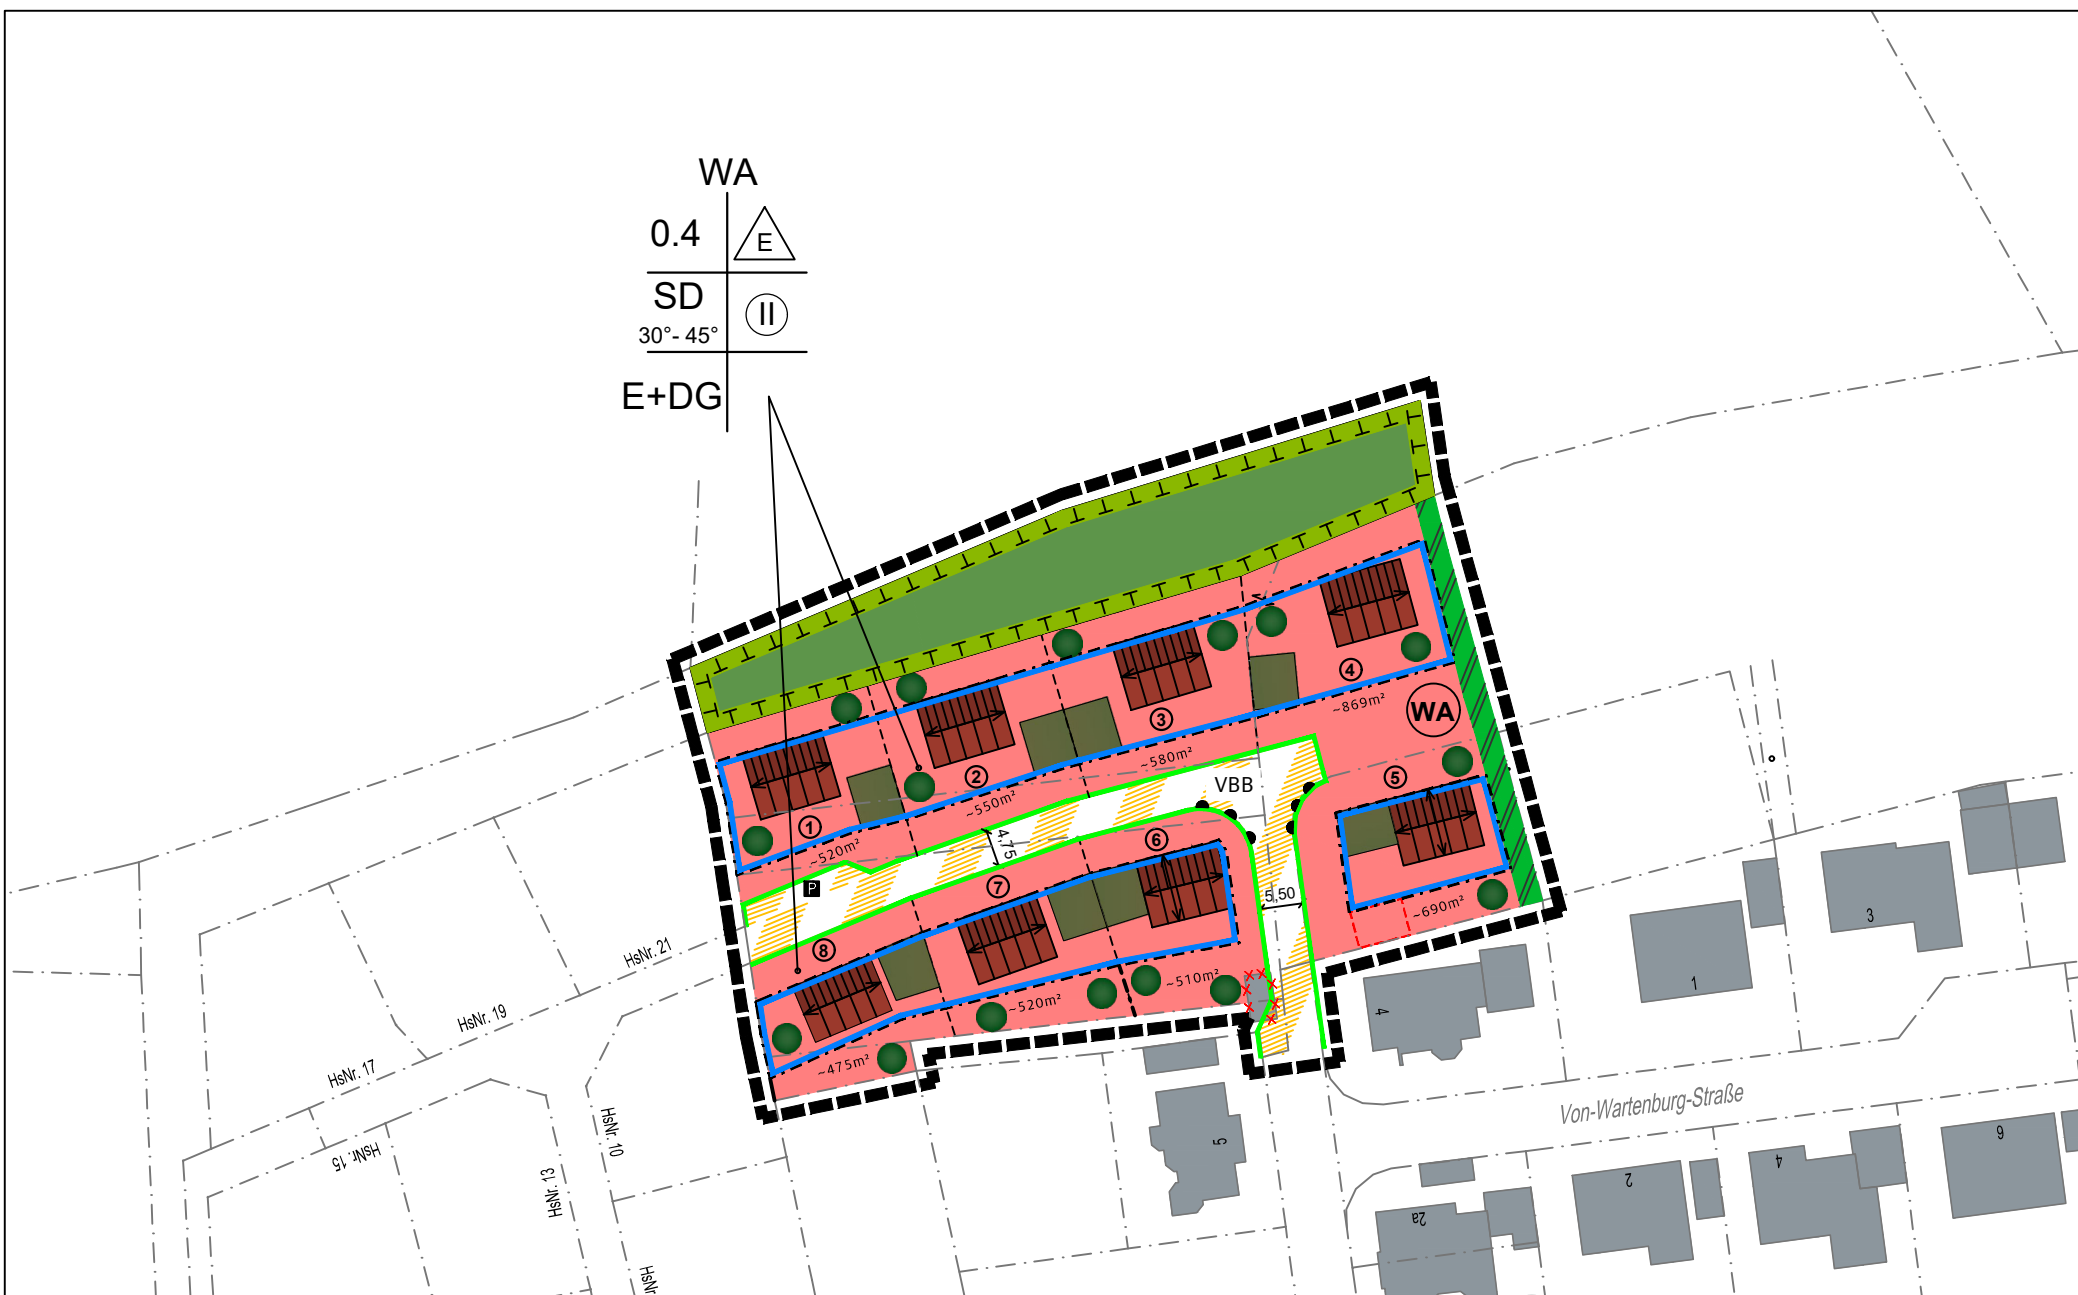 WA
0.4
E
SD
30°- 45°
II
E+DG
4
~869m²
WA
3
~580m²
VBB
5
2
~550m²
1
~520m²
4,75
6
7
P
8
5,50
~690m²
~510m²
~520m²
~475m²
HsNr. 21
HsNr. 19
HsNr. 17
HsNr. 15
HsNr. 13
HsNr. 10
HsNr
3
1
4
5
Von-Wartenburg-Straße
2a
2
4
6